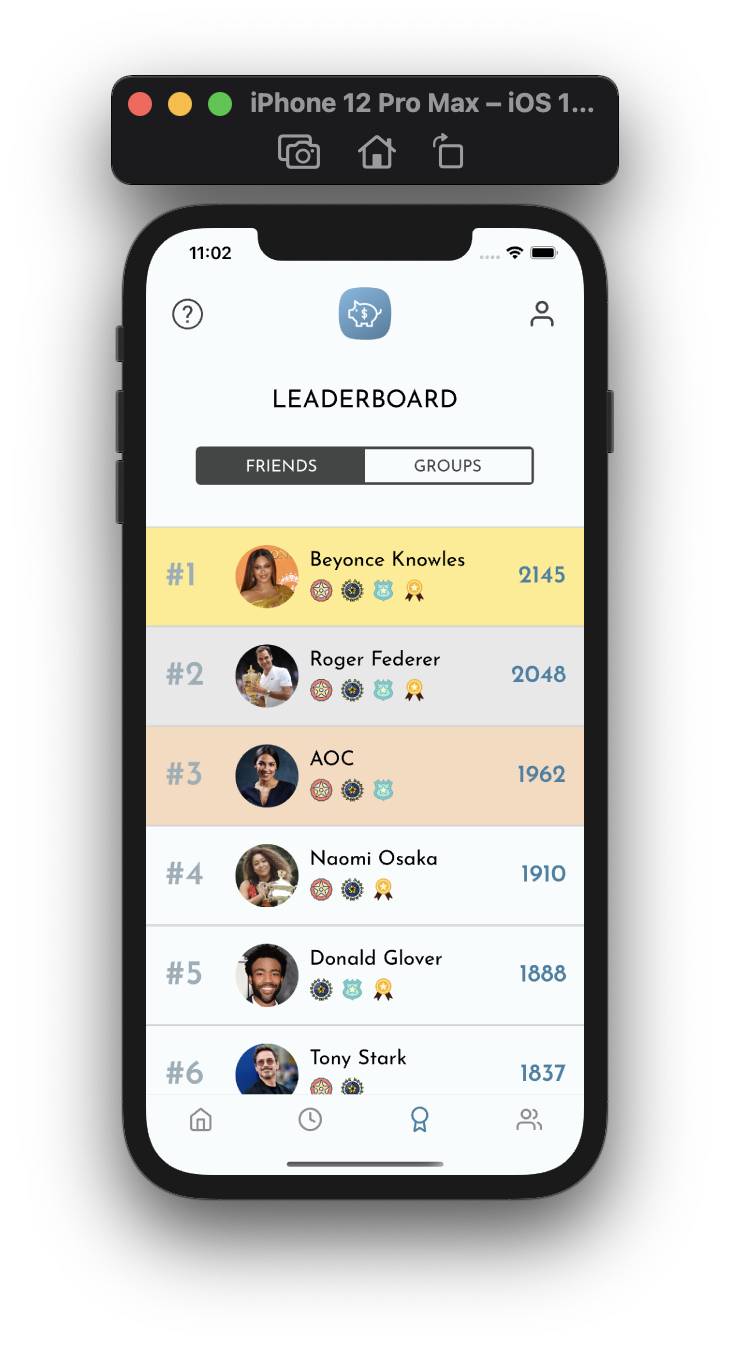 iPhone 12 Pro Max – iOS 1...
11:02
?
$
LEADERBOARD
FRIENDS GROUPS
#1 Beyonce Knowles 2145
#2 Roger Federer 2048
#3 AOC 1962
#4 Naomi Osaka 1910
#5 Donald Glover 1888
#6 Tony Stark 1837